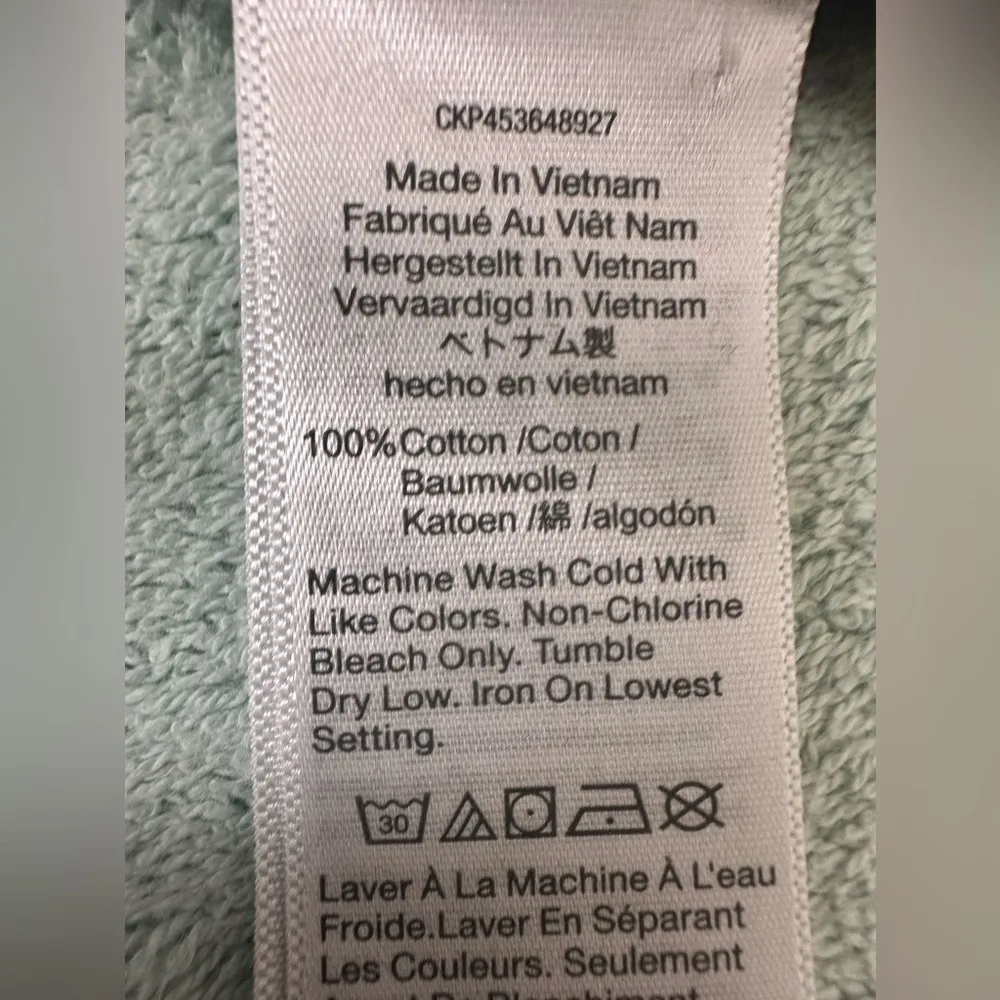 CKP453648927
Made In Vietnam
Fabriqué Au Viêt Nam
Hergestellt In Vietnam
Vervaardigd In Vietnam
ベトナム製
hecho en vietnam
100% Cotton /Coton /
Baumwolle /
Katoen /綿 /algodón
Machine Wash Cold With
Like Colors. Non-Chlorine
Bleach Only. Tumble
Dry Low. Iron On Lowest
Setting.
30
Laver À La Machine À L'eau
Froide.Laver En Séparant
Les Couleurs. Seulement